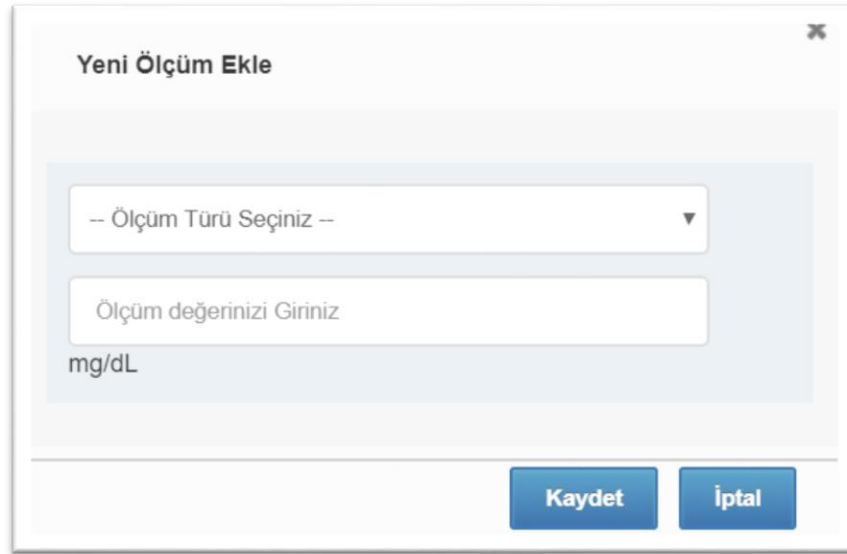 Yeni Ölçüm Ekle
-- Ölçüm Türü Seçiniz --
Ölçüm değerinizi Giriniz
mg/dL
Kaydet
İptal